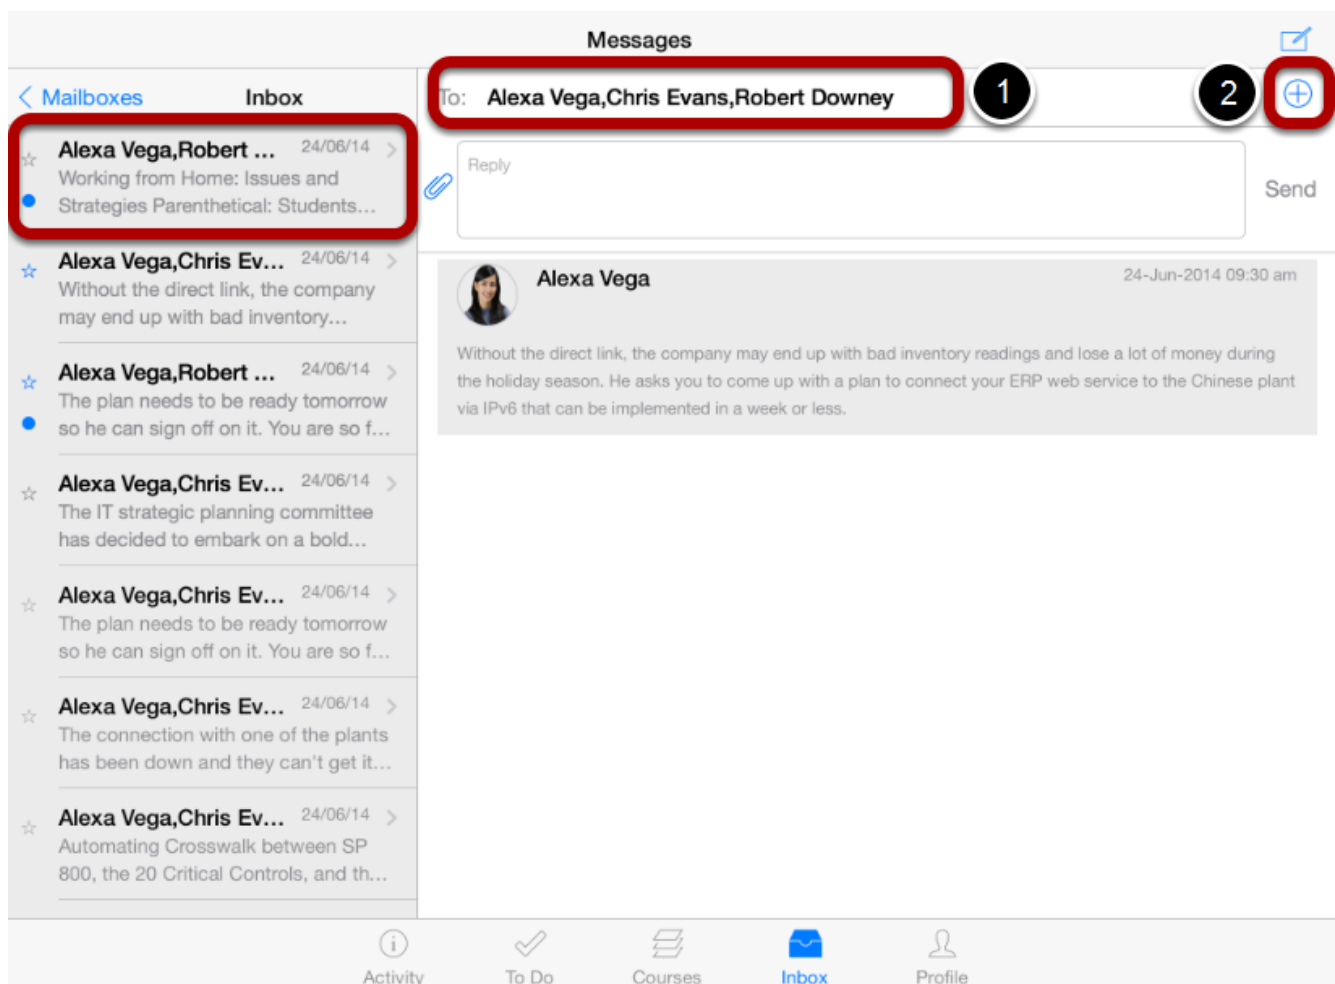 Messages
Mailboxes
Inbox
Alexa Vega,Robert ... 24/06/14
Working from Home: Issues and
Strategies Parenthetical: Students...
Alexa Vega,Chris Ev... 24/06/14
Without the direct link, the company
may end up with bad inventory...
Alexa Vega,Robert ... 24/06/14
The plan needs to be ready tomorrow
so he can sign off on it. You are so f...
Alexa Vega,Chris Ev... 24/06/14
The IT strategic planning committee
has decided to embark on a bold...
Alexa Vega,Chris Ev... 24/06/14
The plan needs to be ready tomorrow
so he can sign off on it. You are so f...
Alexa Vega,Chris Ev... 24/06/14
The connection with one of the plants
has been down and they can't get it...
Alexa Vega,Chris Ev... 24/06/14
Automating Crosswalk between SP
800, the 20 Critical Controls, and th...
To: Alexa Vega,Chris Evans,Robert Downey
1
2
Reply
Send
Alexa Vega
24-Jun-2014 09:30 am
Without the direct link, the company may end up with bad inventory readings and lose a lot of money during
the holiday season. He asks you to come up with a plan to connect your ERP web service to the Chinese plant
via IPv6 that can be implemented in a week or less.
Activity
To Do
Courses
Inbox
Profile